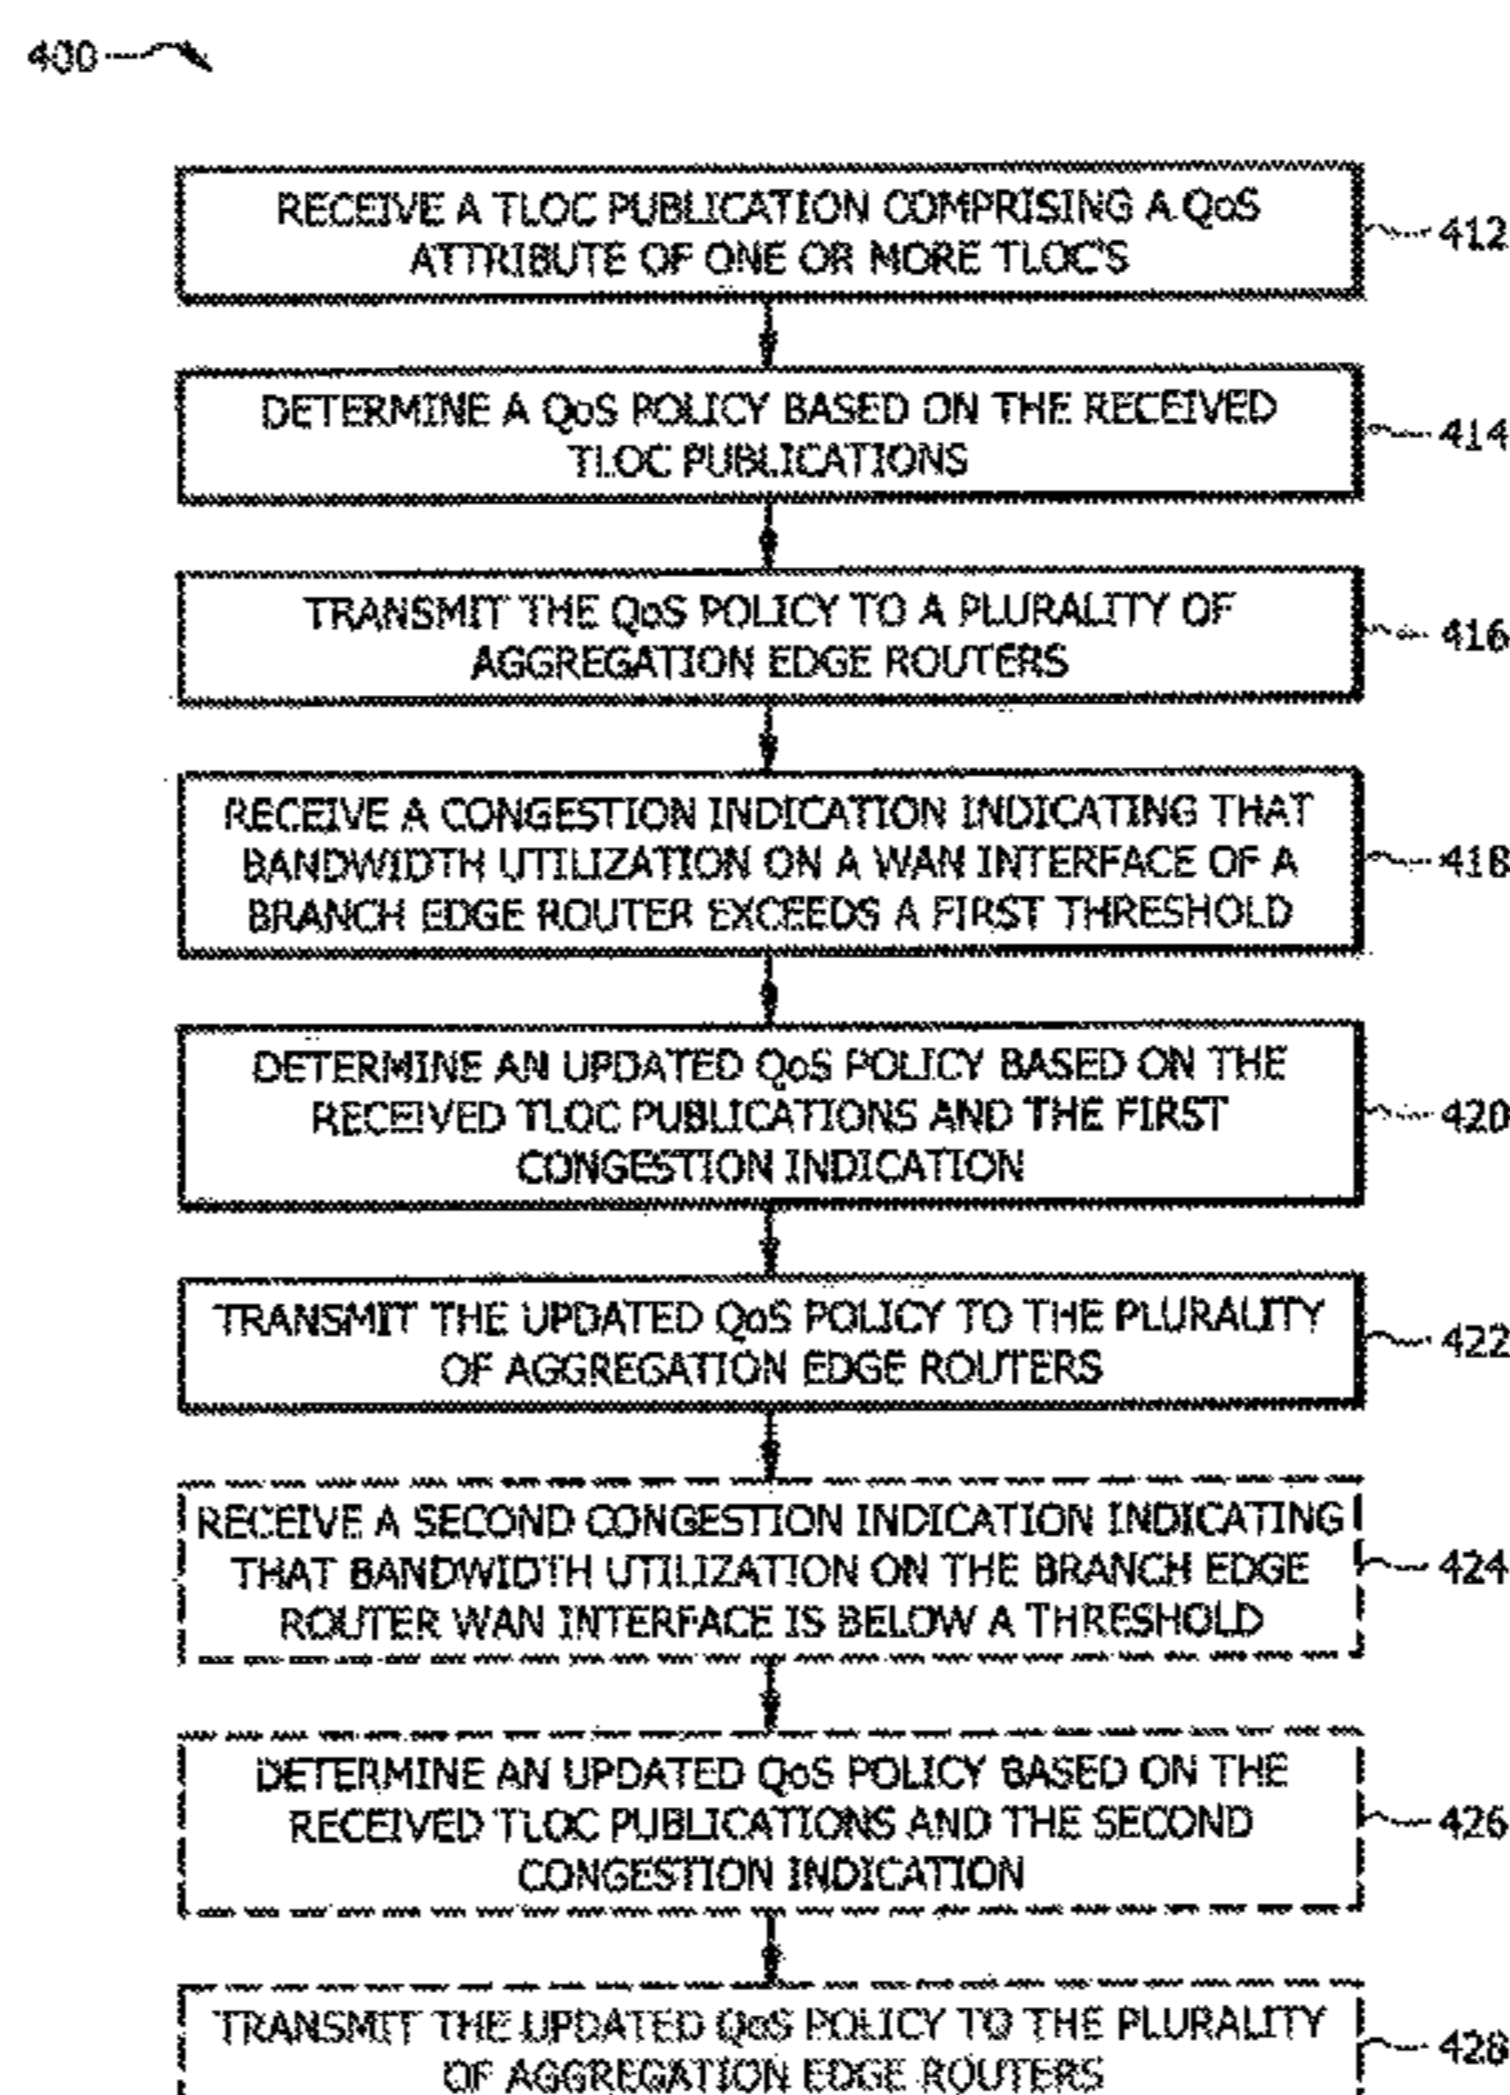 400
RECEIVE A TLOC PUBLICATION COMPRISING A QoS
ATTRIBUTE OF ONE OR MORE TLOC'S
412
DETERMINE A QoS POLICY BASED ON THE RECEIVED
TLOC PUBLICATIONS
414
TRANSMIT THE QoS POLICY TO A PLURALITY OF
AGGREGATION EDGE ROUTERS
416
RECEIVE A CONGESTION INDICATION INDICATING THAT
BANDWIDTH UTILIZATION ON A WAN INTERFACE OF A
BRANCH EDGE ROUTER EXCEEDS A FIRST THRESHOLD
418
DETERMINE AN UPDATED QoS POLICY BASED ON THE
RECEIVED TLOC PUBLICATIONS AND THE FIRST
CONGESTION INDICATION
420
TRANSMIT THE UPDATED QoS POLICY TO THE PLURALITY
OF AGGREGATION EDGE ROUTERS
422
RECEIVE A SECOND CONGESTION INDICATION INDICATING
THAT BANDWIDTH UTILIZATION ON THE BRANCH EDGE
ROUTER WAN INTERFACE IS BELOW A THRESHOLD
424
DETERMINE AN UPDATED QoS POLICY BASED ON THE
RECEIVED TLOC PUBLICATIONS AND THE SECOND
CONGESTION INDICATION
426
TRANSMIT THE UPDATED QoS POLICY TO THE PLURALITY
OF AGGREGATION EDGE ROUTERS
428